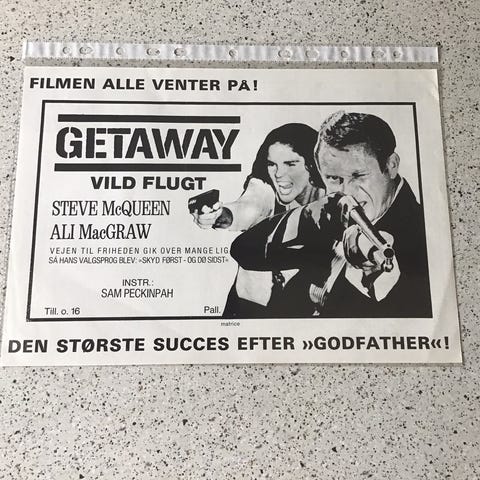 FILMEN ALLE VENTER PÅ!
GETAWAY
VILD FLUGT
STEVE McQUEEN
ALI MacGRAW
VEJEN TIL FRIHEDEN GIK OVER MANGE LIG
SÅ HANS VALGSPROG BLEV: »SKYD FØRST - OG DØ SIDST«
INSTR.:
SAM PECKINPAH
Till. o. 16 Pall.
matrice
DEN STØRSTE SUCCES EFTER »GODFATHER«!